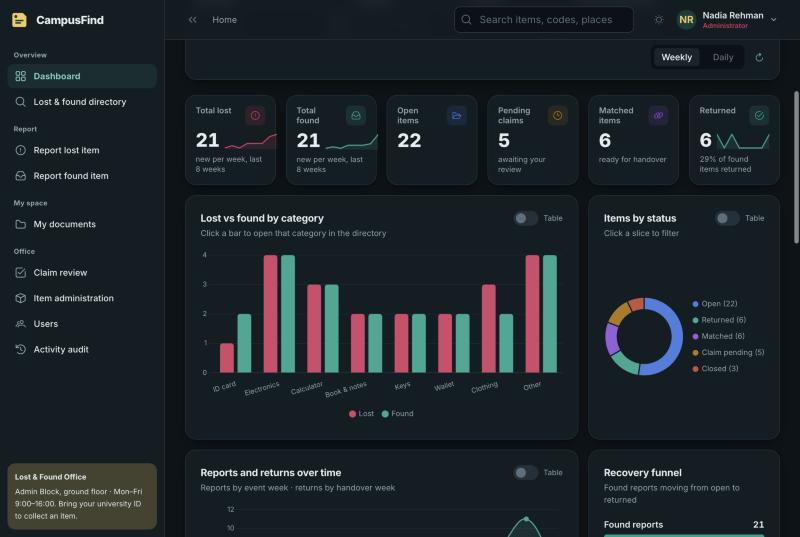 CampusFind
Home
Search items, codes, places
NR
Nadia Rehman
Administrator
Overview
Dashboard
Lost & found directory
Report
Report lost item
Report found item
My space
My documents
Office
Claim review
Item administration
Users
Activity audit
Lost & Found Office
Admin Block, ground floor · Mon–Fri
9:00–16:00. Bring your university ID
to collect an item.
Weekly
Daily
Total lost
21
new per week, last
8 weeks
Total
found
21
new per week, last
8 weeks
Open
items
22
Pending
claims
5
awaiting your
review
Matched
items
6
ready for handover
Returned
6
29% of found
items returned
Lost vs found by category
Table
Click a bar to open that category in the directory
4
3
2
1
0
ID card
Electronics
Calculator
Book & notes
Keys
Wallet
Clothing
Other
Lost
Found
Items by status
Table
Click a slice to filter
Open (22)
Returned (6)
Matched (6)
Claim pending (5)
Closed (3)
Reports and returns over time
Table
Reports by event week · returns by handover week
12
10
Recovery funnel
Found reports moving from open to
returned
Found reports
21